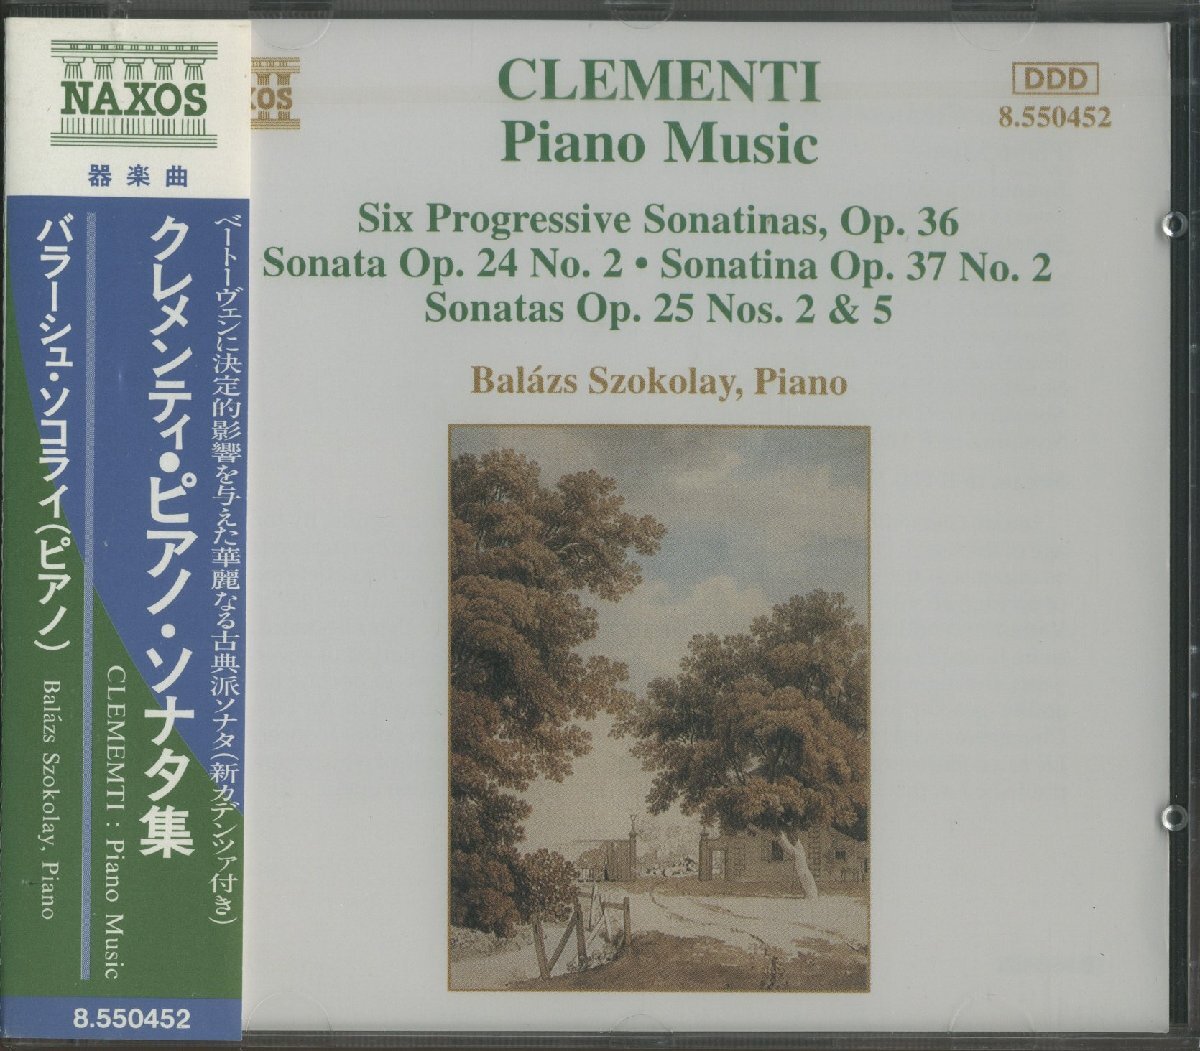 NAXOS
器楽曲
ベートーヴェンに決定的影響を与えた華麗なる古典派ソナタ(新カデンツァ付き)
クレメンティ・ピアノ・ソナタ集
CLEMEMTI : Piano Music
バラーシュ・ソコライ(ピアノ)
Balázs Szokolay, Piano
8.550452
XOS
CLEMENTI
Piano Music
DDD
8.550452
Six Progressive Sonatinas, Op. 36
Sonata Op. 24 No. 2 • Sonatina Op. 37 No. 2
Sonatas Op. 25 Nos. 2 & 5
Balázs Szokolay, Piano